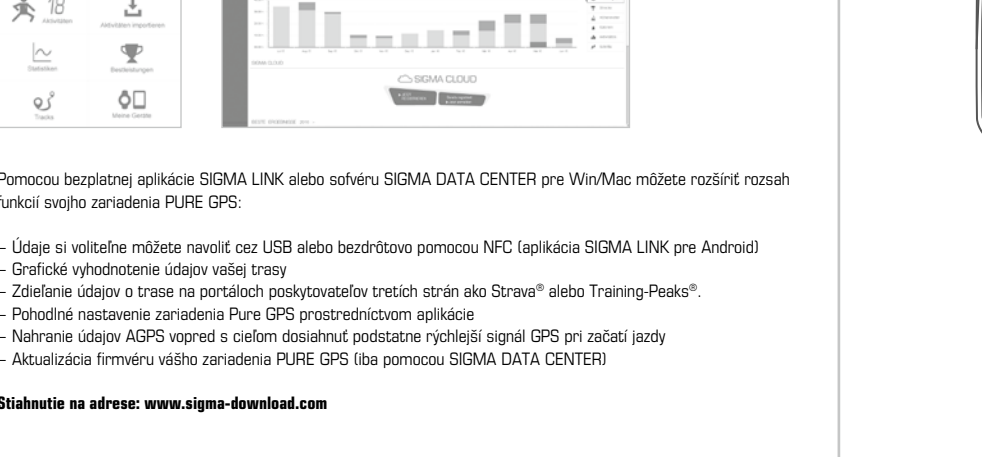 18
Aktivitäten
Aktivitäten importieren
Statistiken
Bestleistungen
Tracks
Meine Geräte
SIGMA CLOUD
SIGMA CLOUD
Pomocou bezplatnej aplikácie SIGMA LINK alebo sofvéru SIGMA DATA CENTER pre Win/Mac môžete rozšíriť rozsah
funkcií svojho zariadenia PURE GPS:
– Údaje si voliteľne môžete navoliť cez USB alebo bezdrôtovo pomocou NFC (aplikácia SIGMA LINK pre Android)
– Grafické vyhodnotenie údajov vašej trasy
– Zdieľanie údajov o trase na portáloch poskytovateľov tretích strán ako Strava® alebo Training-Peaks®.
– Pohodlné nastavenie zariadenia Pure GPS prostredníctvom aplikácie
– Nahranie údajov AGPS vopred s cieľom dosiahnuť podstatne rýchlejší signál GPS pri začatí jazdy
– Aktualizácia firmvéru vášho zariadenia PURE GPS (iba pomocou SIGMA DATA CENTER)
Stiahnutie na adrese: www.sigma-download.com